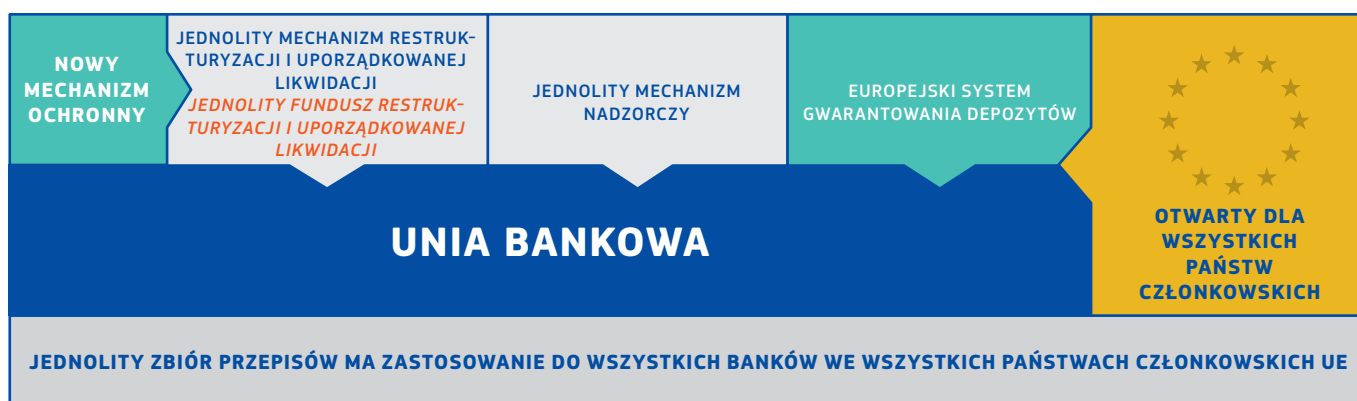 NOWY
MECHANIZM
OCHRONNY
JEDNOLITY MECHANIZM RESTRUK-
TURYZACJI I UPORZĄDKOWANEJ
LIKWIDACJI
JEDNOLITY FUNDUSZ RESTRUK-
TURYZACJI I UPORZĄDKOWANEJ
LIKWIDACJI
JEDNOLITY MECHANIZM
NADZORCZY
EUROPEJSKI SYSTEM
GWARANTOWANIA DEPOZYTÓW
UNIA BANKOWA
OTWARTY DLA
WSZYSTKICH
PAŃSTW
CZŁONKOWSKICH
JEDNOLITY ZBIÓR PRZEPISÓW MA ZASTOSOWANIE DO WSZYSTKICH BANKÓW WE WSZYSTKICH PAŃSTWACH CZŁONKOWSKICH UE